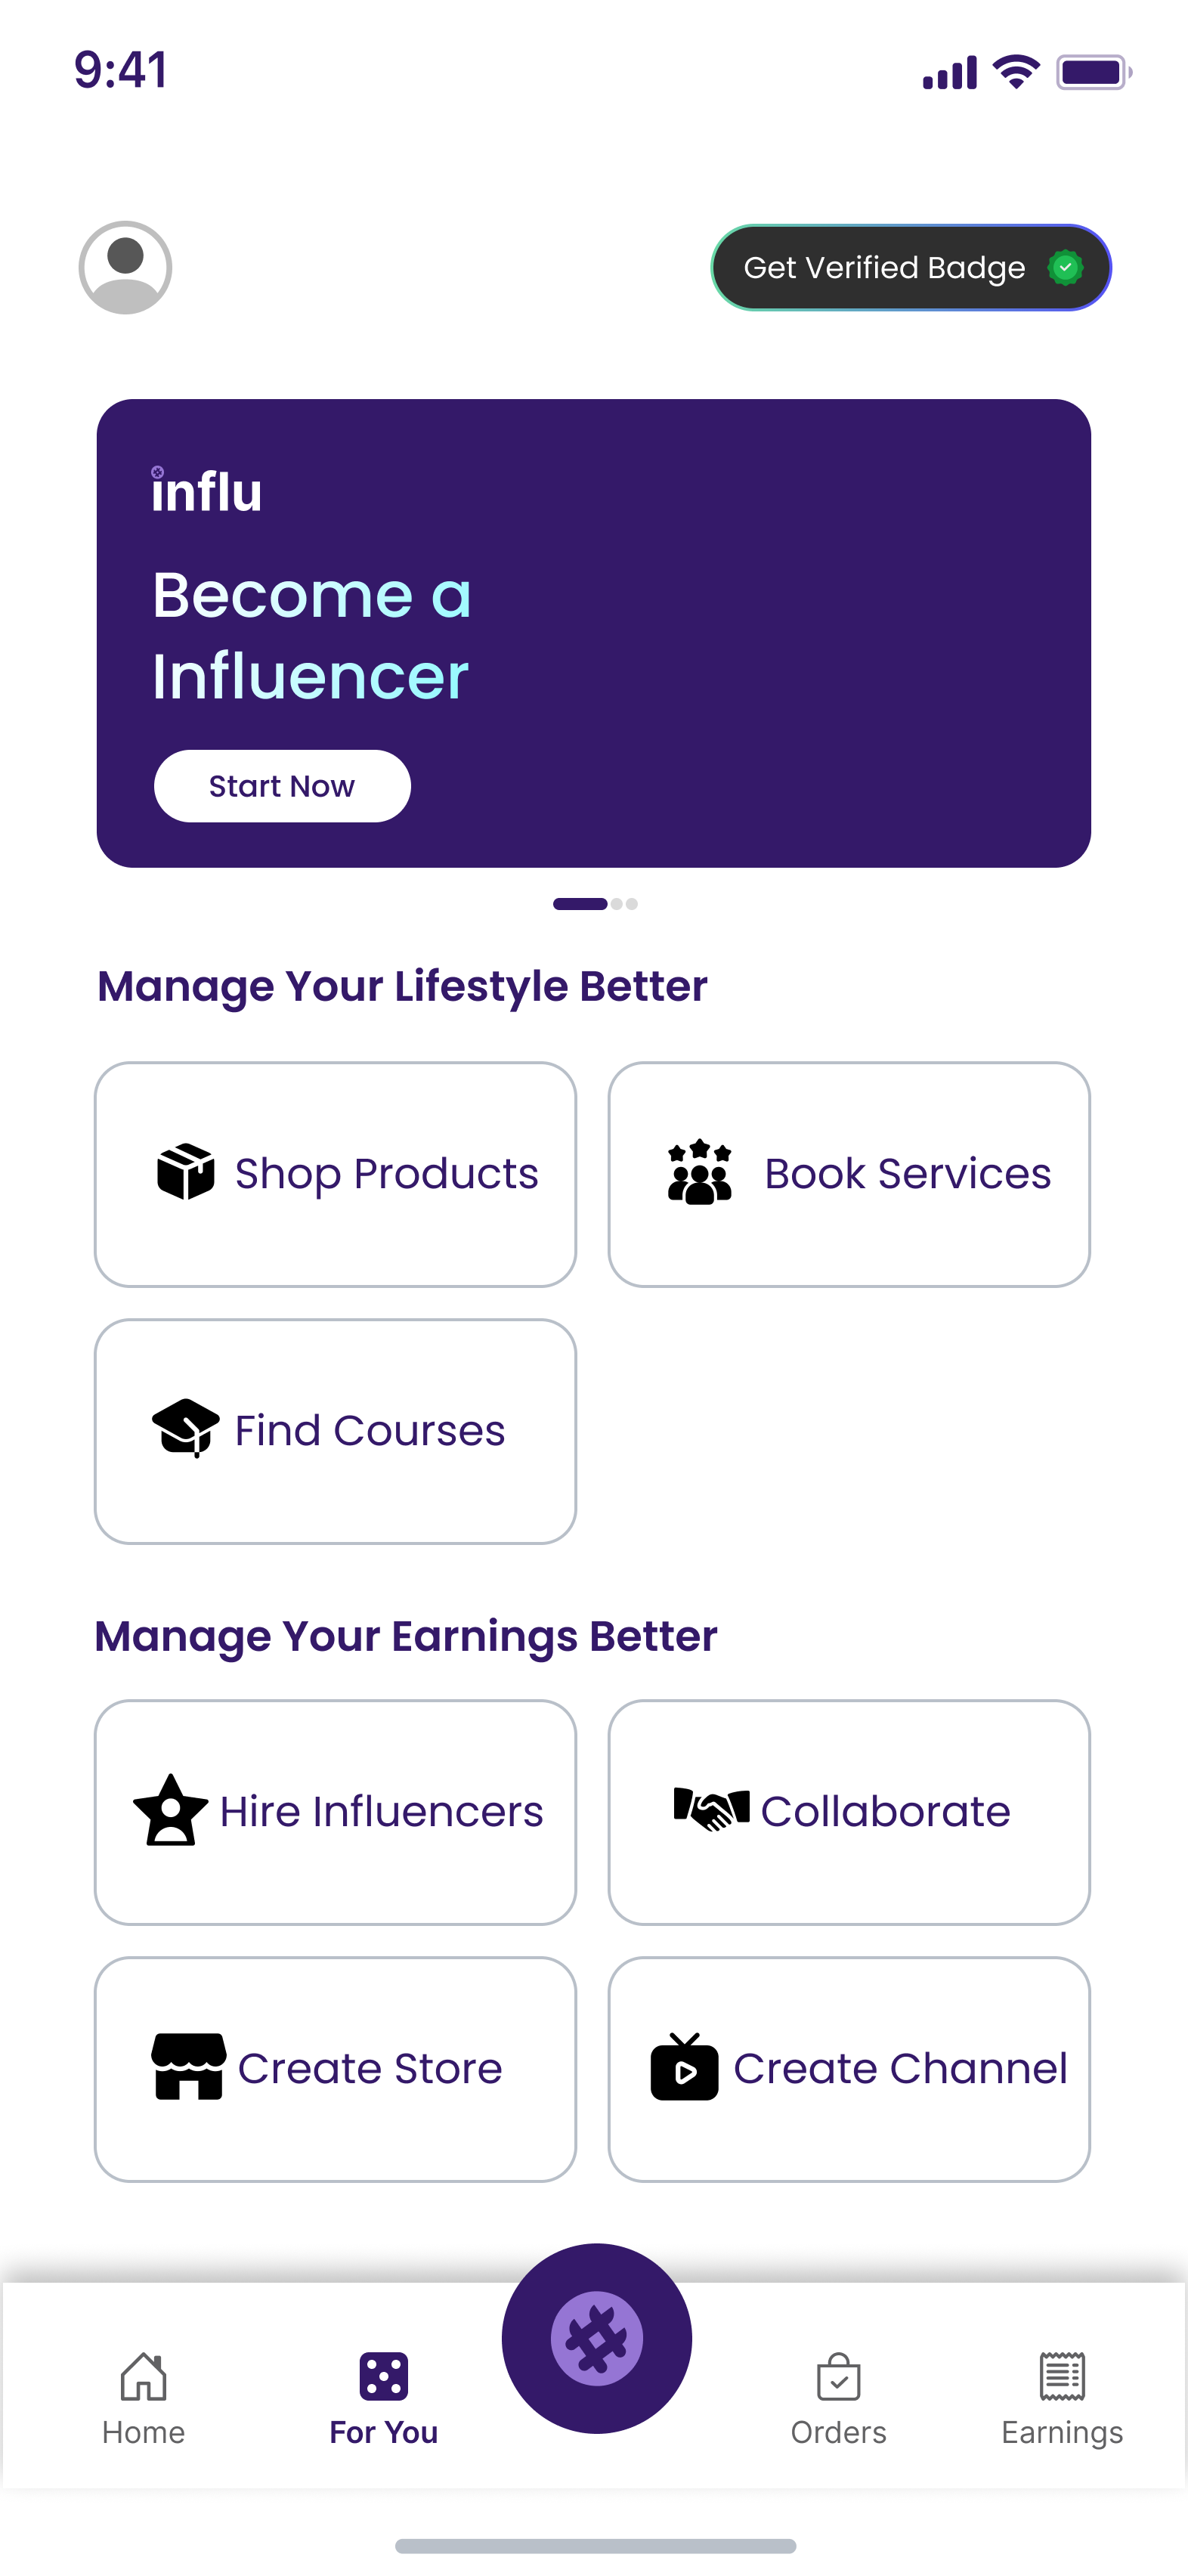 9:41
Get Verified Badge
influ
Become a
Influencer
Start Now
Manage Your Lifestyle Better
Shop Products
Book Services
Find Courses
Manage Your Earnings Better
Hire Influencers
Collaborate
Create Store
Create Channel
Home
For You
Orders
Earnings